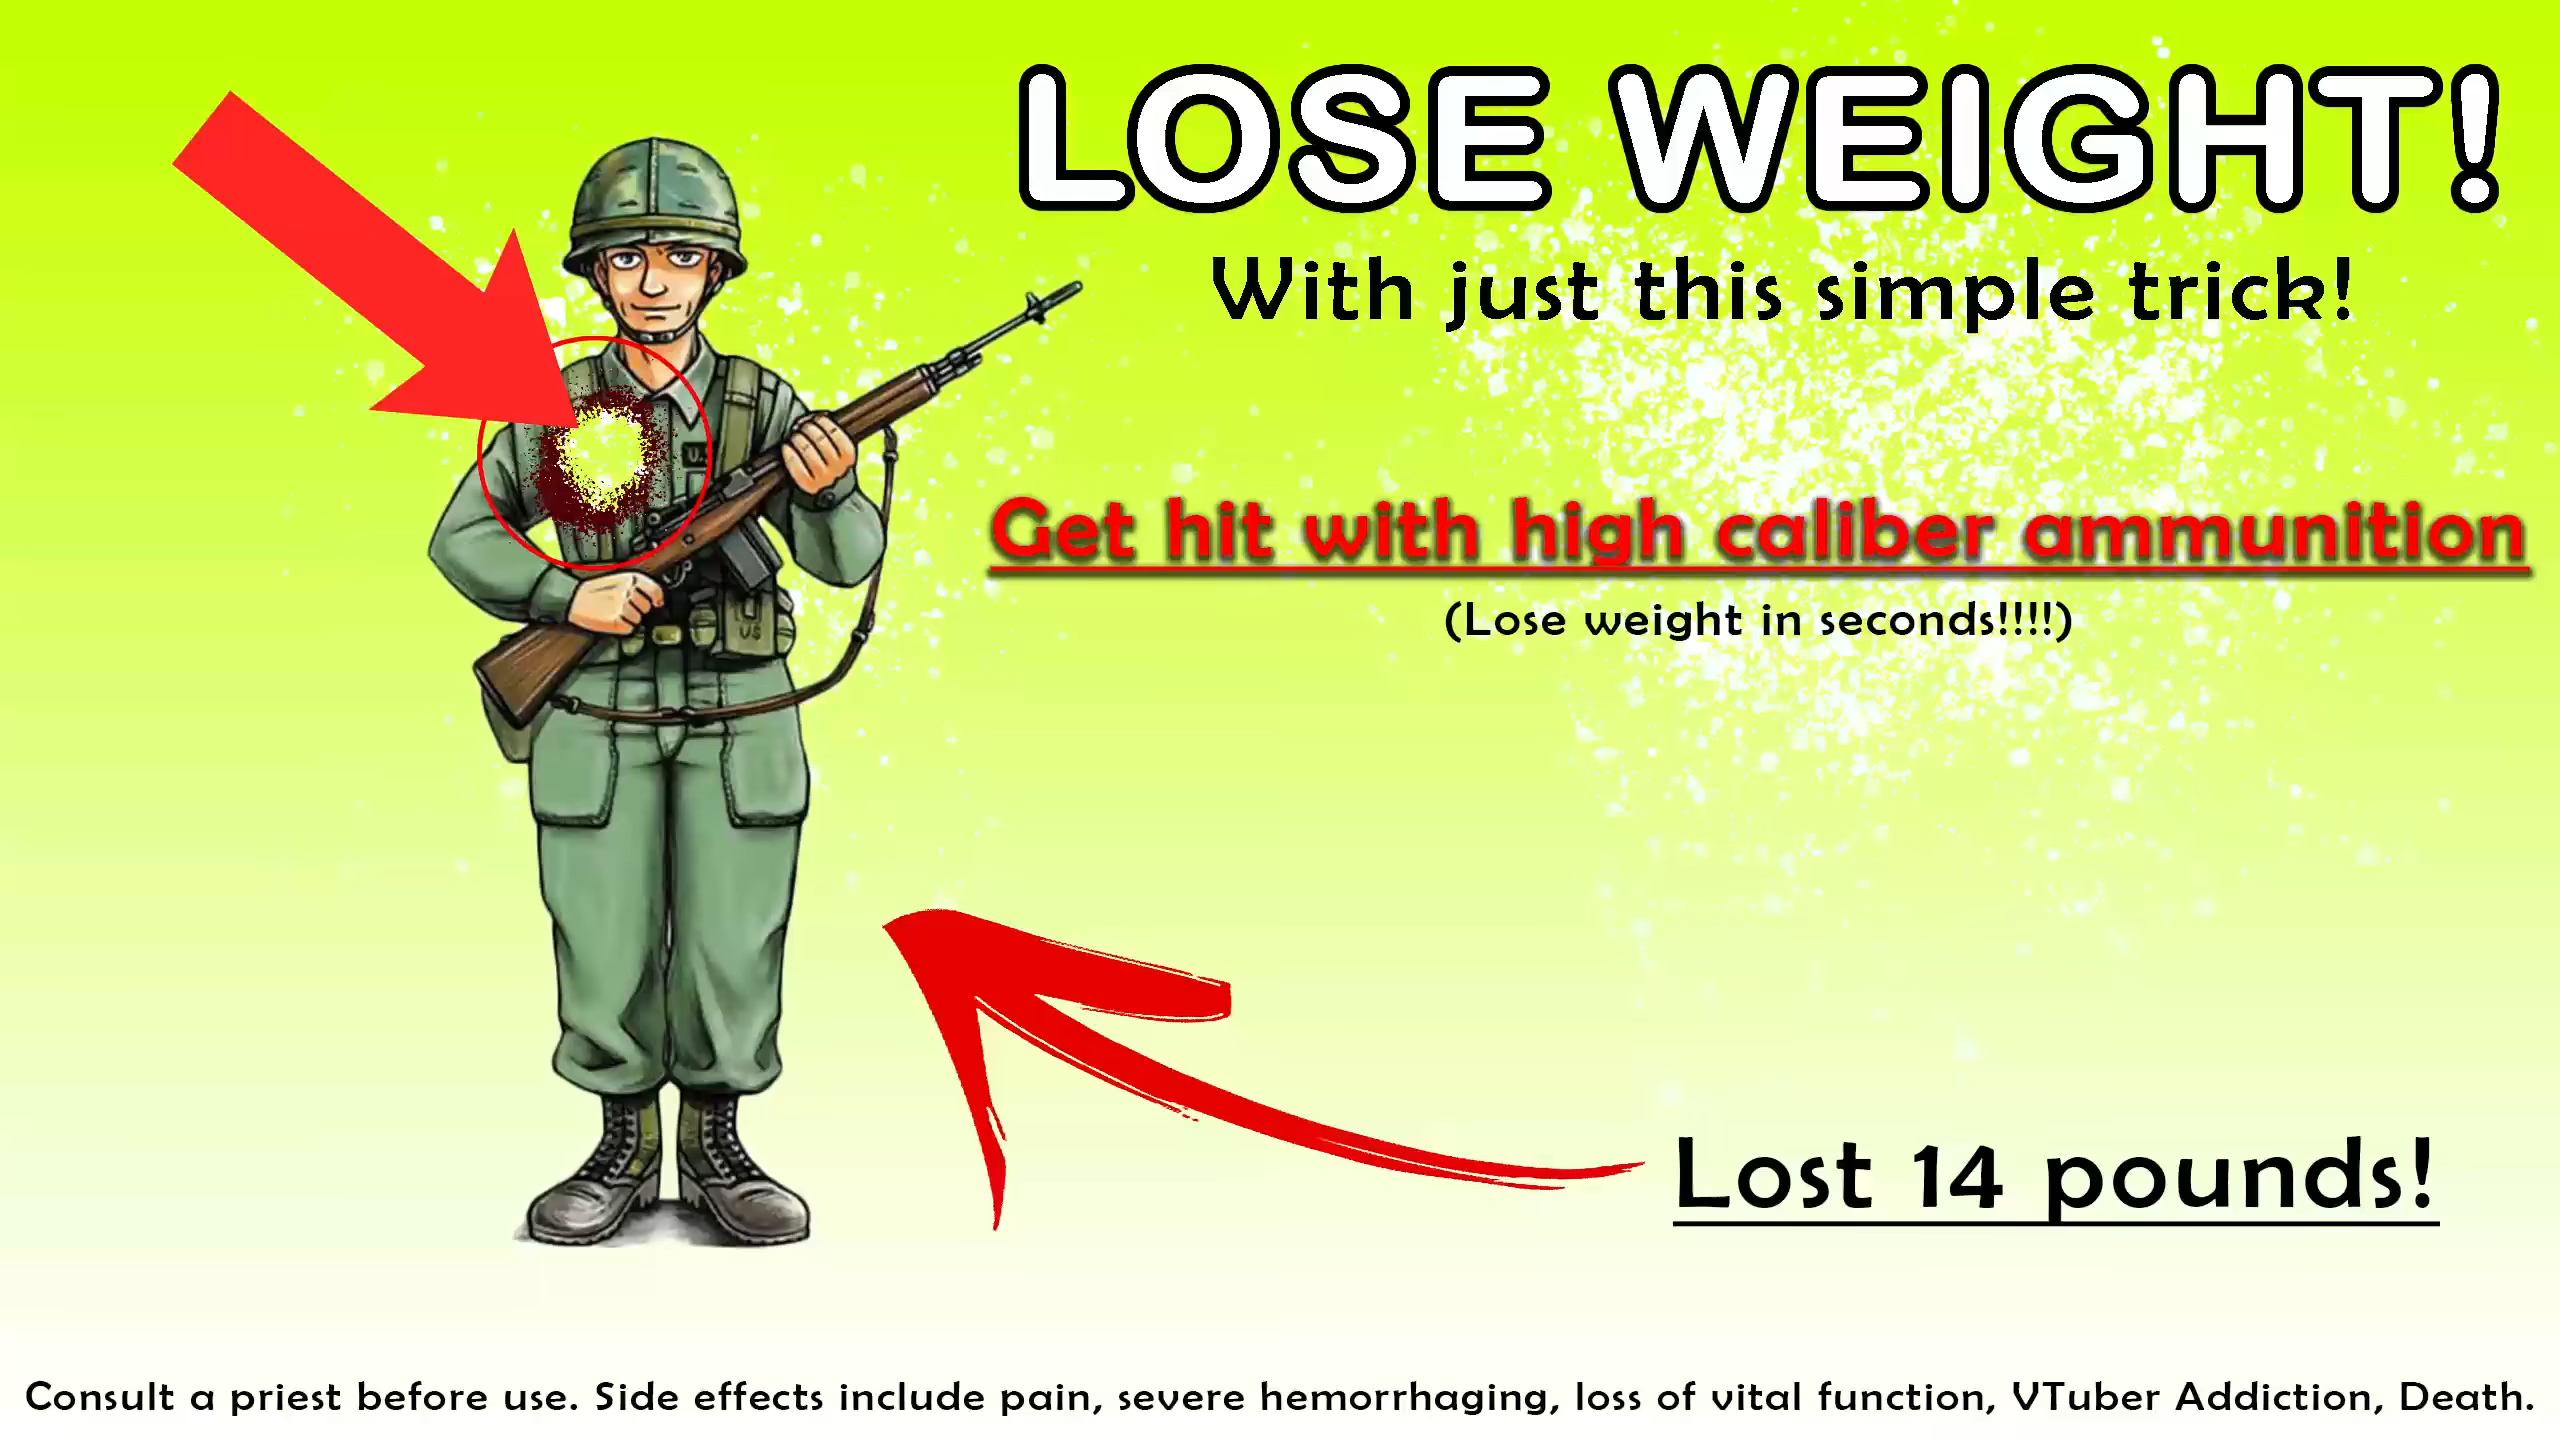 LOSE WEIGHT!
With just this simple trick!
Get hit with high caliber ammunition
(Lose weight in seconds!!!!)
U.
US
Lost 14 pounds!
Consult a priest before use. Side effects include pain, severe hemorrhaging, loss of vital function, VTuber Addiction, Death.